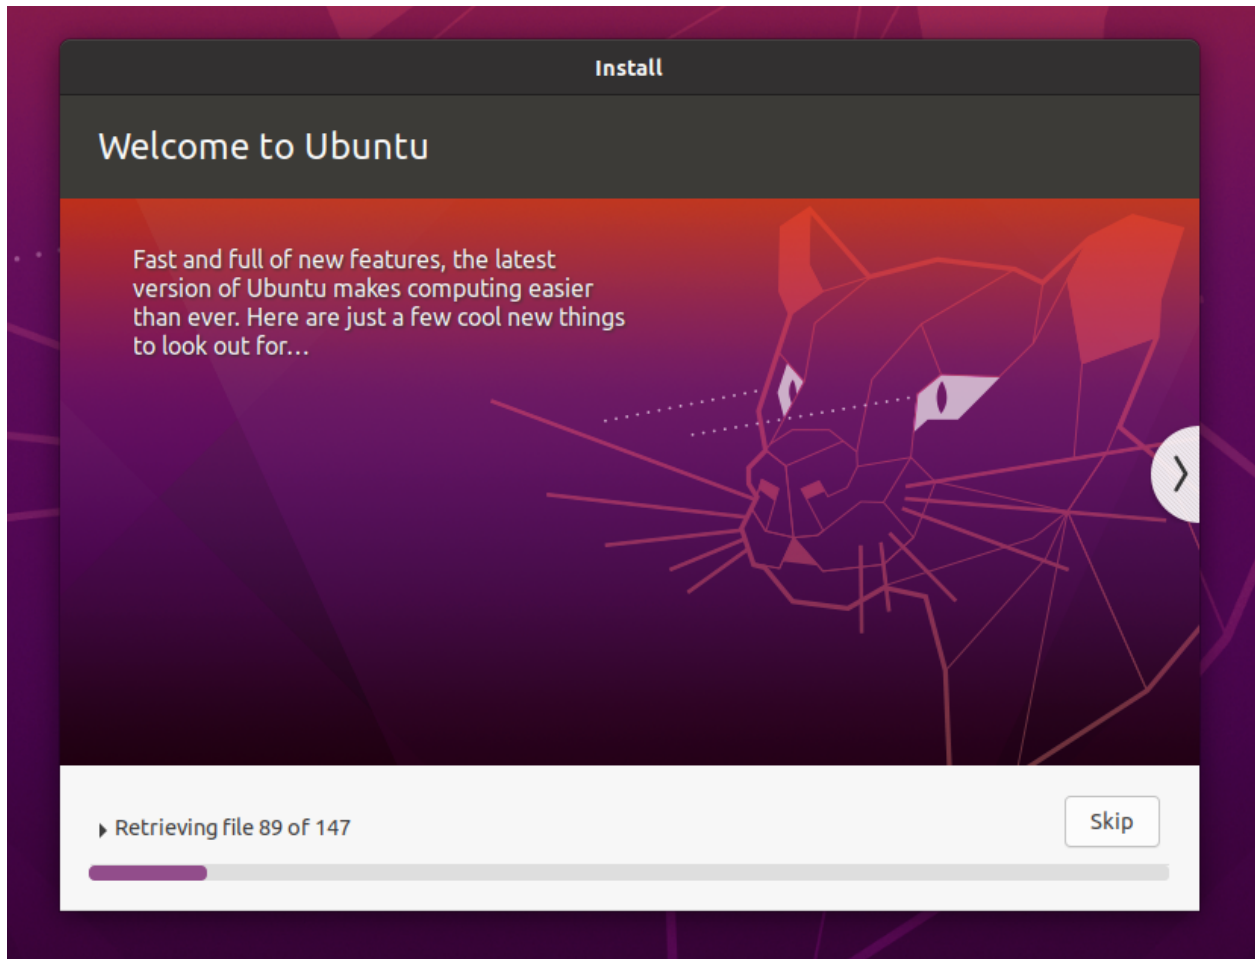 Install
Welcome to Ubuntu
Fast and full of new features, the latest
version of Ubuntu makes computing easier
than ever. Here are just a few cool new things
to look out for…
Retrieving file 89 of 147
Skip